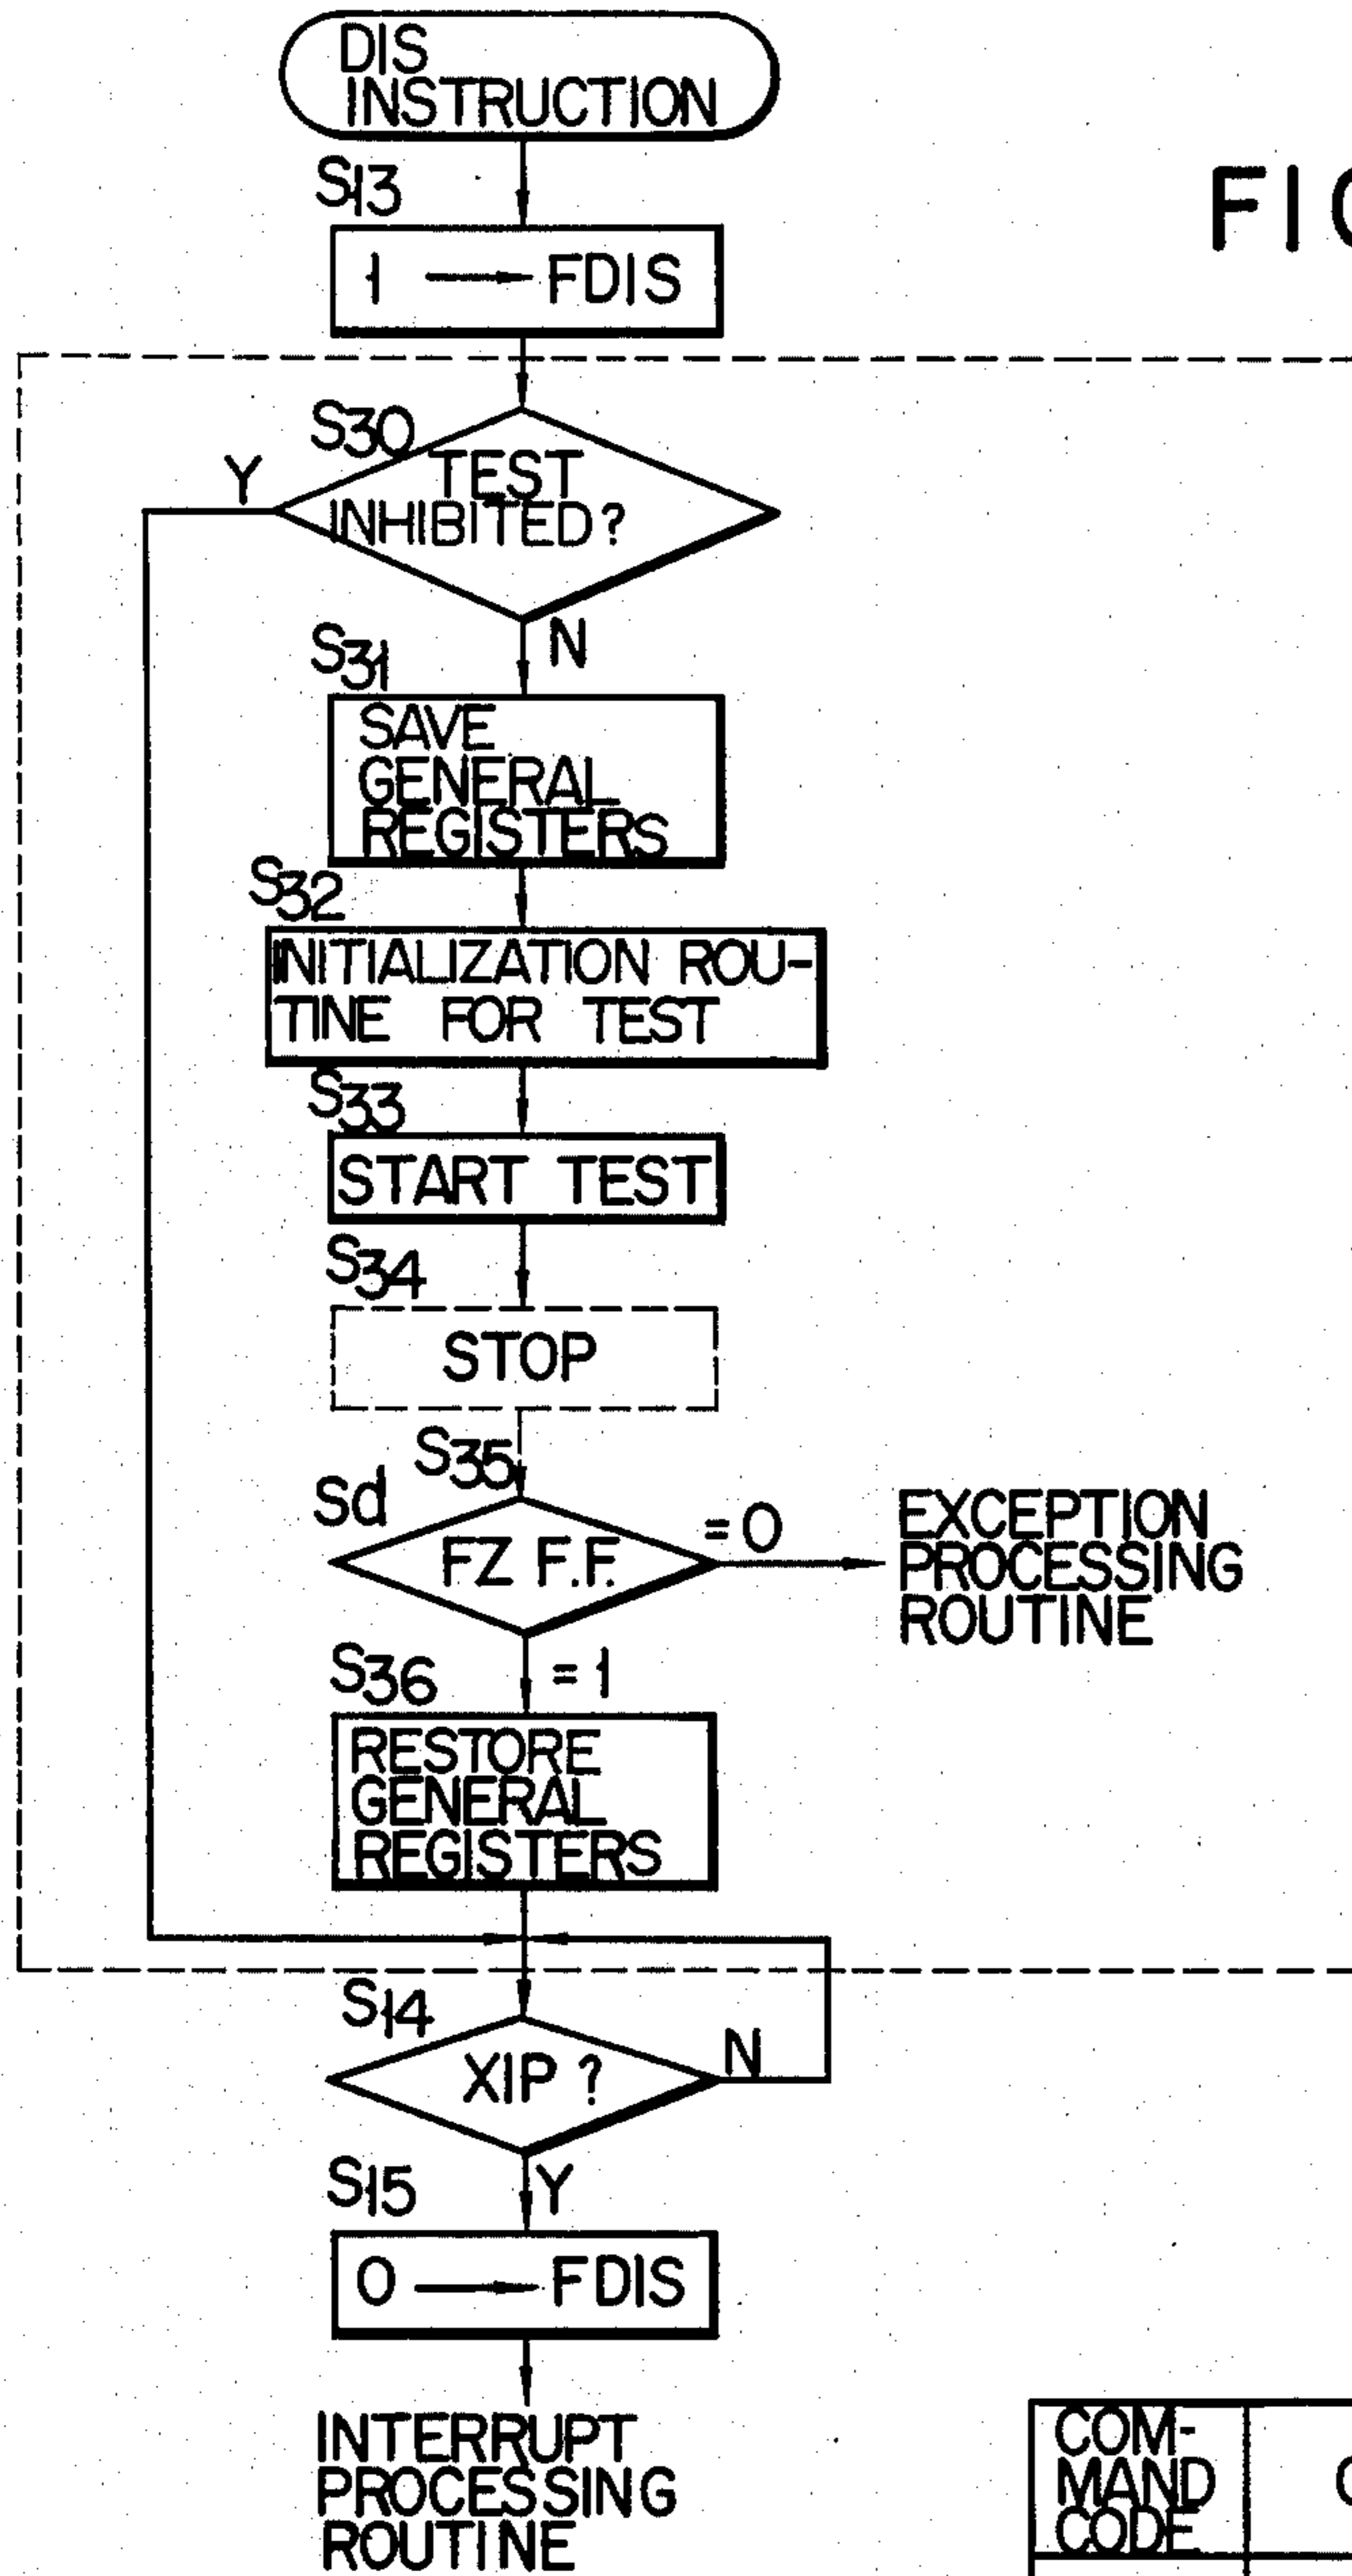 DIS
INSTRUCTION
S13
1 → FDIS
FIG
S30
Y
TEST
INHIBITED?
N
S31
SAVE
GENERAL
REGISTERS
S32
INITIALIZATION ROU-
TINE FOR TEST
S33
START TEST
S34
STOP
S35
Sd
FZ F.F.
=0
EXCEPTION
PROCESSING
ROUTINE
S36
=1
RESTORE
GENERAL
REGISTERS
S14
XIP ?
N
S15
Y
0 → FDIS
INTERRUPT
PROCESSING
ROUTINE
COM-
MAND
CODE